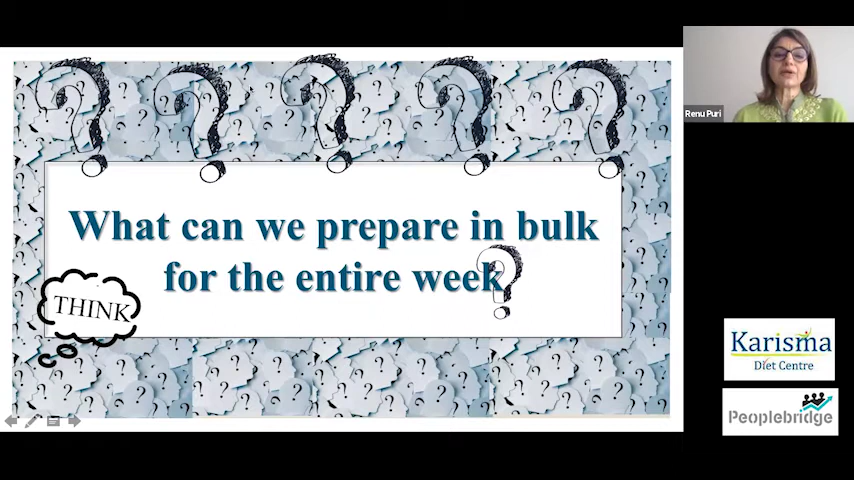 What can we prepare in bulk
for the entire week?
THINK
Renu Puri
Karisma
Diet Centre
Peoplebridge